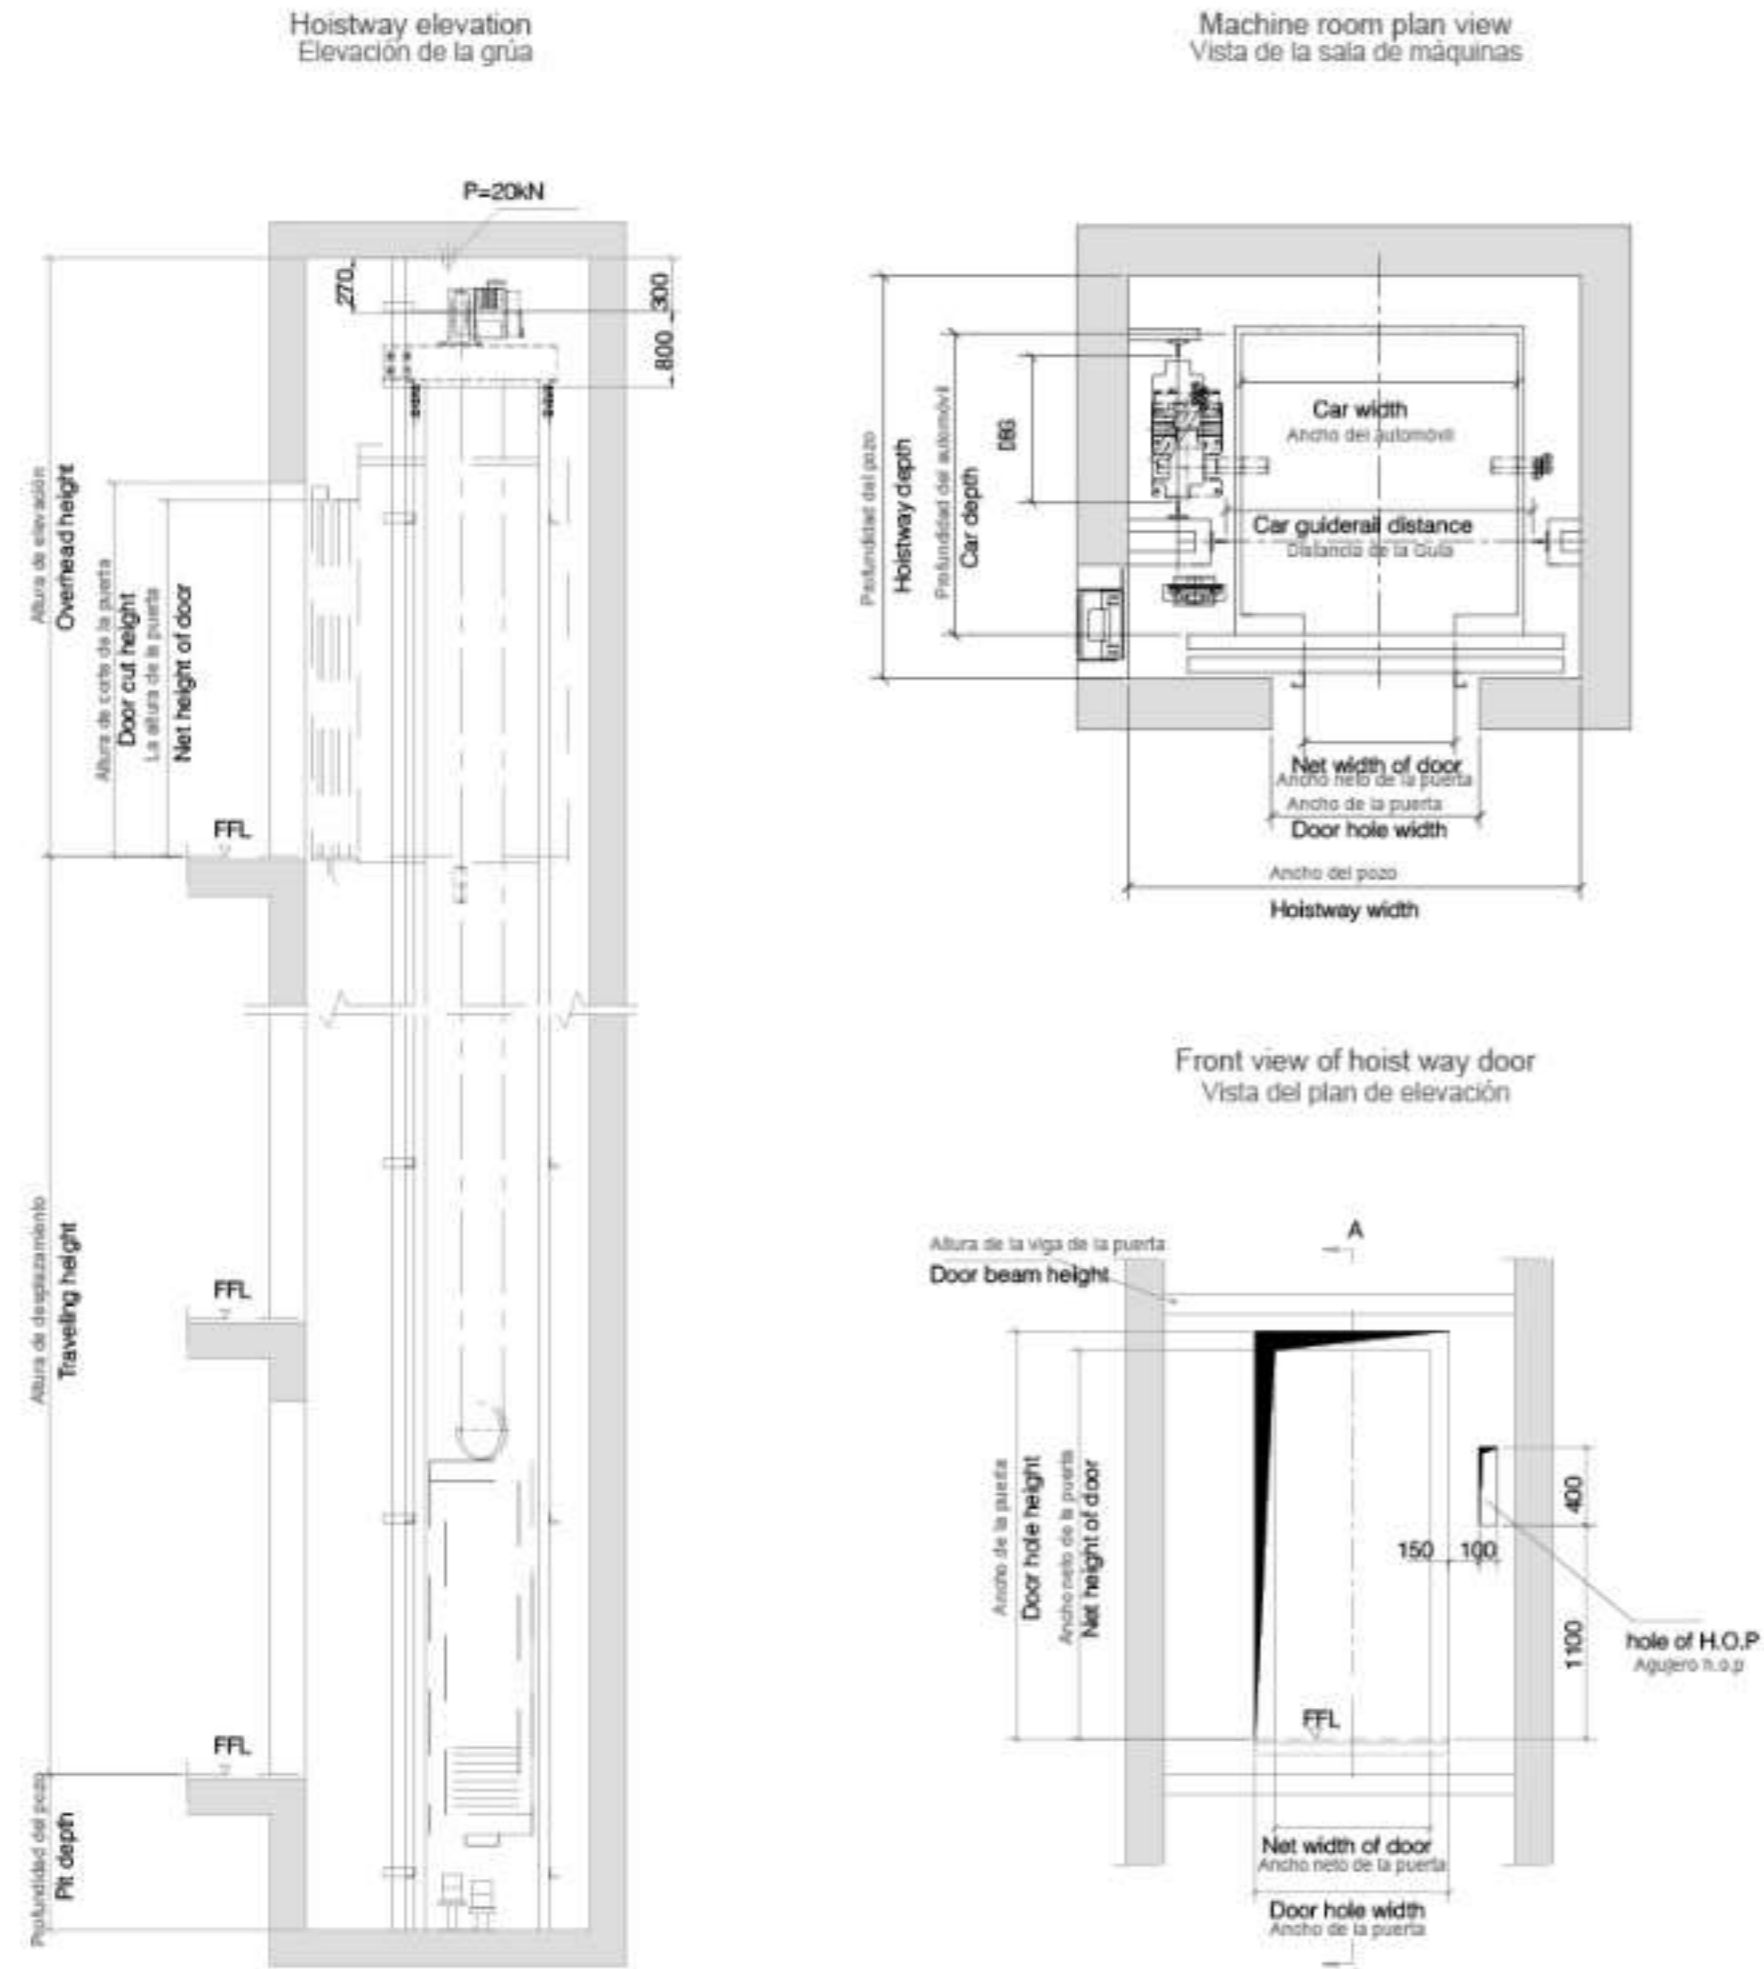 Hoistway elevation
Elevación de la grúa
P=20kN
270
300
800
Altura de elevación
Overhead height
Altura de corte de la puerta
Door cut height
La altura de la puerta
Net height of door
FFL
Altura de desplazamiento
Traveling height
FFL
FFL
Profundidad del pozo
Pit depth
Machine room plan view
Vista de la sala de máquinas
Profundidad del pozo
Hoistway depth
Profundidad del automóvil
Car depth
DBG
Car width
Ancho del automóvil
Car guiderail distance
Distancia de la Guía
Net width of door
Ancho neto de la puerta
Ancho de la puerta
Door hole width
Ancho del pozo
Hoistway width
Front view of hoist way door
Vista del plan de elevación
A
Altura de la viga de la puerta
Door beam height
Ancho de la puerta
Door hole height
Ancho neto de la puerta
Net height of door
400
150
100
1100
hole of H.O.P
Agujero h.o.p
FFL
Net width of door
Ancho neto de la puerta
Door hole width
Ancho de la puerta